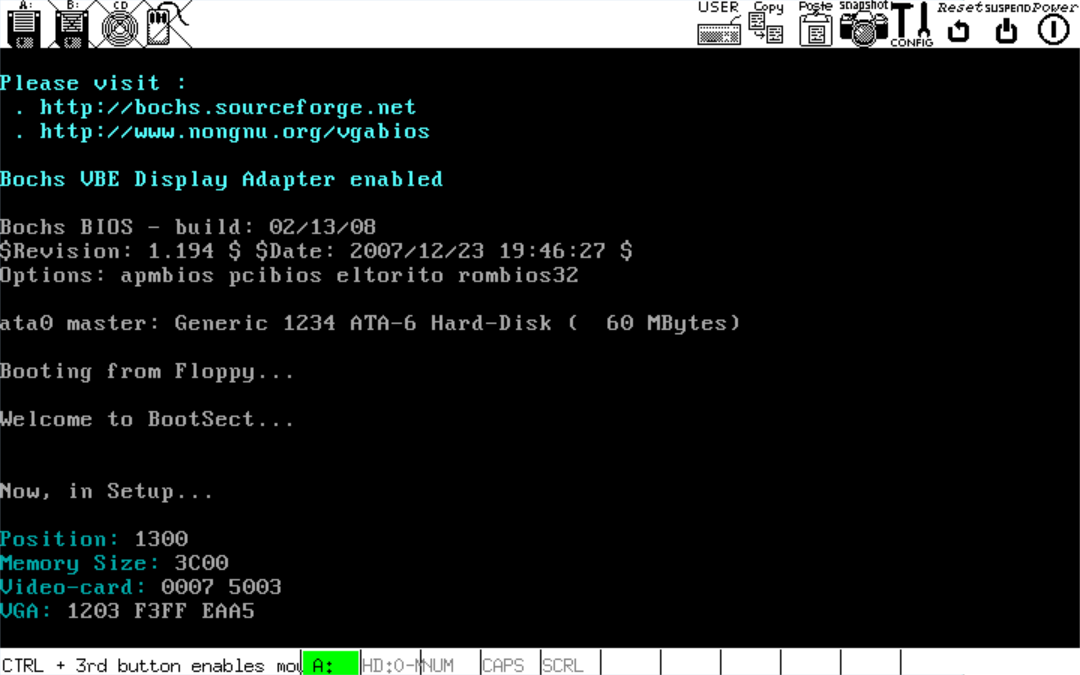 A: B: CD USER Copy Paste snapshot CONFIG Reset SUSPEND Power
Please visit :
. http://bochs.sourceforge.net
. http://www.nongnu.org/vgabios
Bochs VBE Display Adapter enabled
Bochs BIOS - build: 02/13/08
$Revision: 1.194 $ $Date: 2007/12/23 19:46:27 $
Options: apmbios pcibios eltorito rombios32
ata0 master: Generic 1234 ATA-6 Hard-Disk ( 60 MBytes)
Booting from Floppy...
Welcome to BootSect...
Now, in Setup...
Position: 1300
Memory Size: 3C00
Video-card: 0007 5003
VGA: 1203 F3FF EAA5
CTRL + 3rd button enables mou A: HD:0-M NUM CAPS SCRL